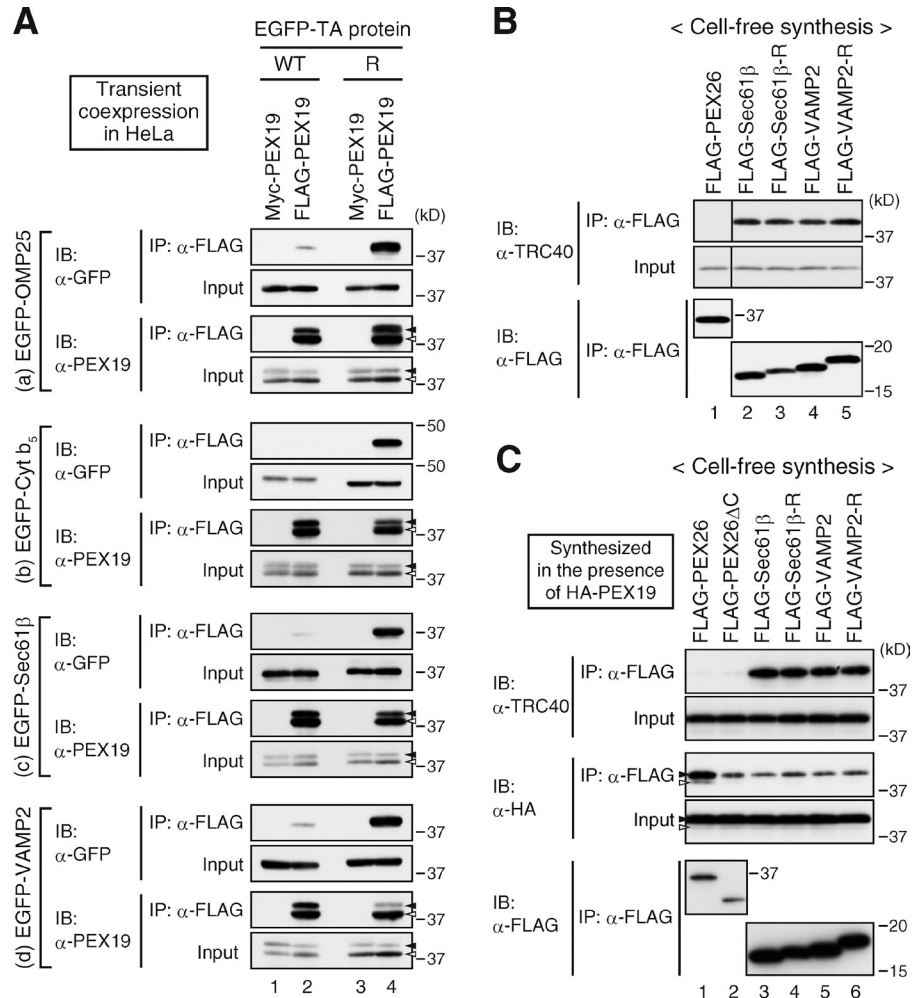 A
EGFP-TA protein
WT R
Transient
coexpression
in HeLa
Myc-PEX19
FLAG-PEX19
Myc-PEX19
FLAG-PEX19
(kD)
(a) EGFP-OMP25
IB:
α-GFP
IP: α-FLAG
37
Input
37
IB:
α-PEX19
IP: α-FLAG
37
Input
37
(b) EGFP-Cyt b5
IB:
α-GFP
IP: α-FLAG
50
Input
50
IB:
α-PEX19
IP: α-FLAG
37
Input
37
(c) EGFP-Sec61β
IB:
α-GFP
IP: α-FLAG
37
Input
37
IB:
α-PEX19
IP: α-FLAG
37
Input
37
(d) EGFP-VAMP2
IB:
α-GFP
IP: α-FLAG
37
Input
37
IB:
α-PEX19
IP: α-FLAG
37
Input
37
1 2 3 4
B
< Cell-free synthesis >
FLAG-PEX26
FLAG-Sec61β
FLAG-Sec61β-R
FLAG-VAMP2
FLAG-VAMP2-R
(kD)
IB:
α-TRC40
IP: α-FLAG
37
Input
37
IB:
α-FLAG
IP: α-FLAG
37
20
15
1 2 3 4 5
C
< Cell-free synthesis >
Synthesized
in the presence
of HA-PEX19
FLAG-PEX26
FLAG-PEX26ΔC
FLAG-Sec61β
FLAG-Sec61β-R
FLAG-VAMP2
FLAG-VAMP2-R
(kD)
IB:
α-TRC40
IP: α-FLAG
37
Input
37
IB:
α-HA
IP: α-FLAG
37
Input
37
IB:
α-FLAG
IP: α-FLAG
37
20
15
1 2 3 4 5 6